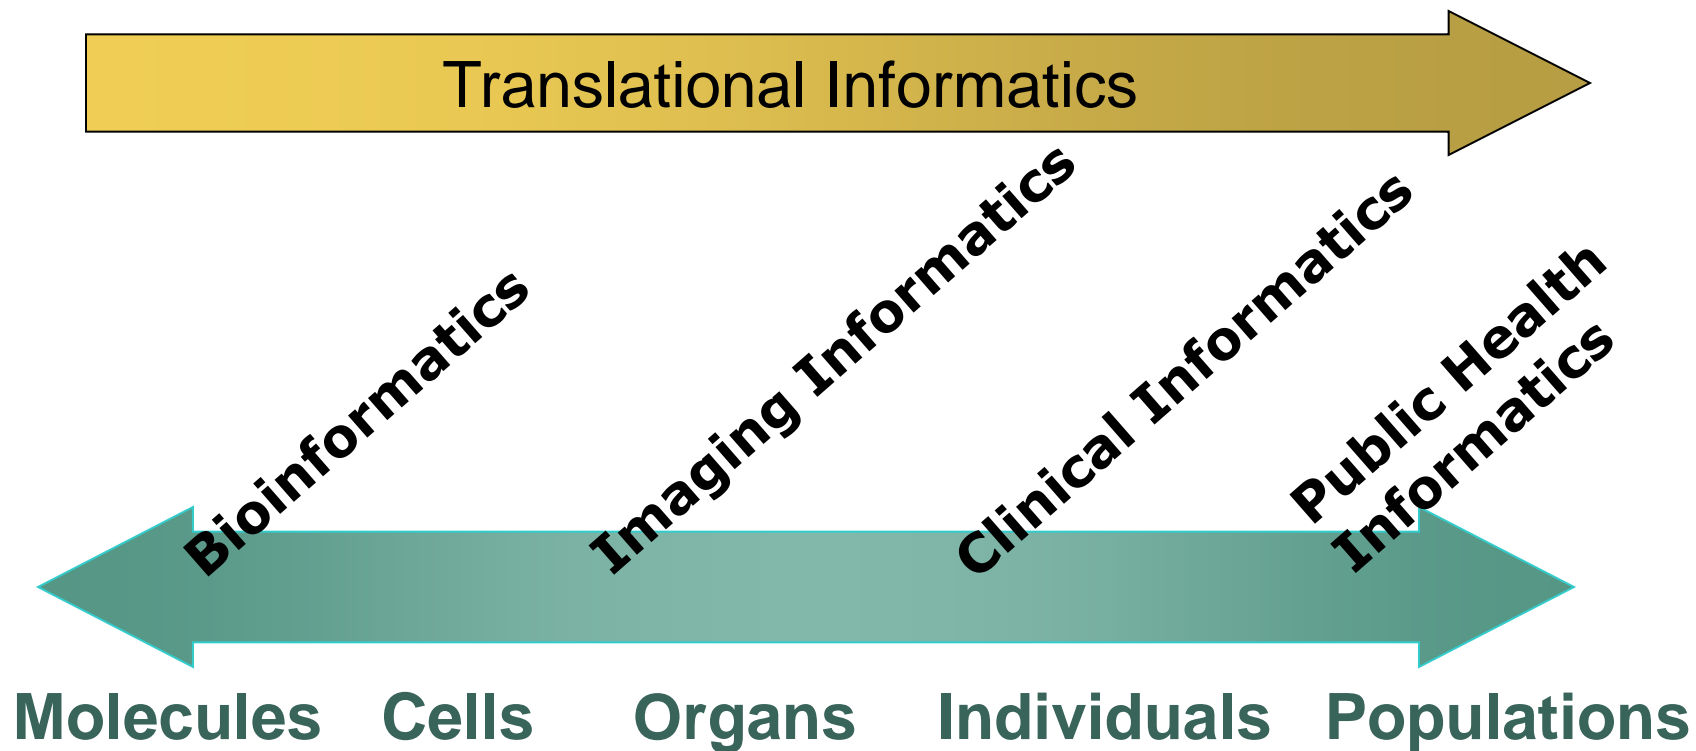 Translational Informatics
Bioinformatics
Imaging Informatics
Clinical Informatics
Public Health
Informatics
Molecules Cells Organs Individuals Populations